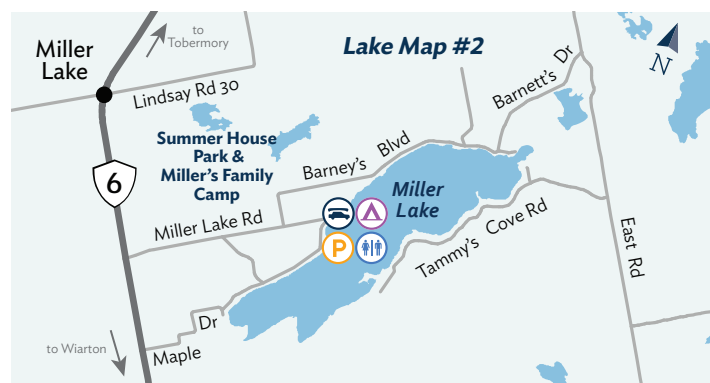 to
Tobermory
Miller
Lake
Lake Map #2
N
Lindsay Rd 30
Barnett's Dr
Summer House
Park &
Miller's Family
Camp
Barney's Blvd
6
Miller
Lake
Miller Lake Rd
P
Tammy's Cove Rd
East Rd
Maple Dr
to Wiarton